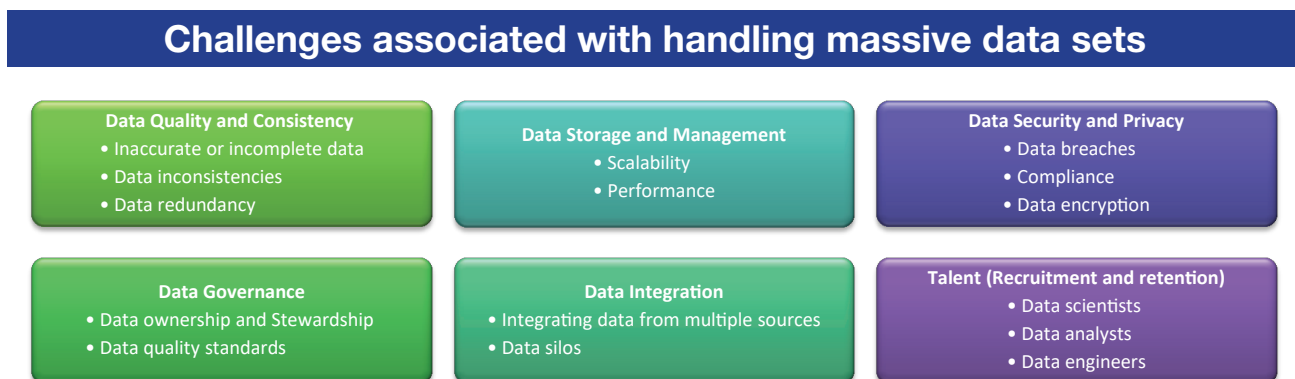 Challenges associated with handling massive data sets
Data Quality and Consistency
• Inaccurate or incomplete data
• Data inconsistencies
• Data redundancy
Data Storage and Management
• Scalability
• Performance
Data Security and Privacy
• Data breaches
• Compliance
• Data encryption
Data Governance
• Data ownership and Stewardship
• Data quality standards
Data Integration
• Integrating data from multiple sources
• Data silos
Talent (Recruitment and retention)
• Data scientists
• Data analysts
• Data engineers